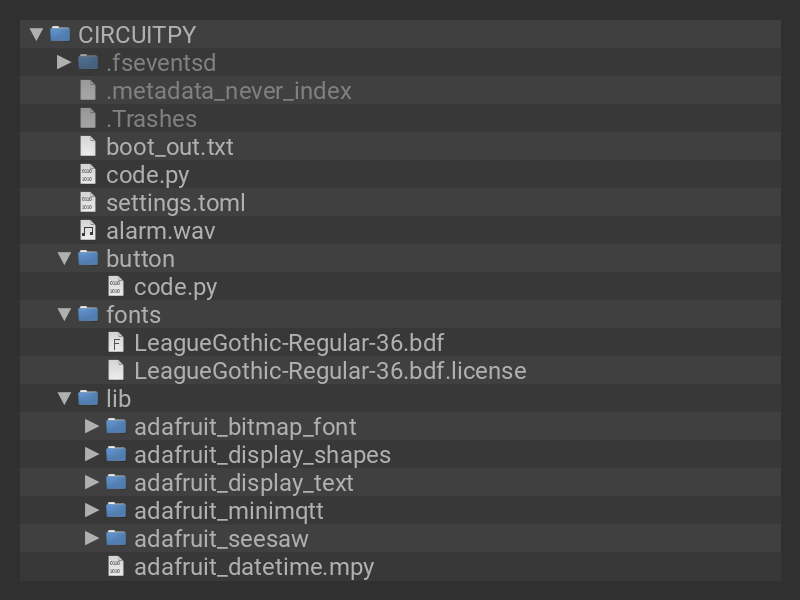 CIRCUITPY
.fseventsd
.metadata_never_index
.Trashes
boot_out.txt
code.py
settings.toml
alarm.wav
button
code.py
fonts
LeagueGothic-Regular-36.bdf
LeagueGothic-Regular-36.bdf.license
lib
adafruit_bitmap_font
adafruit_display_shapes
adafruit_display_text
adafruit_minimqtt
adafruit_seesaw
adafruit_datetime.mpy